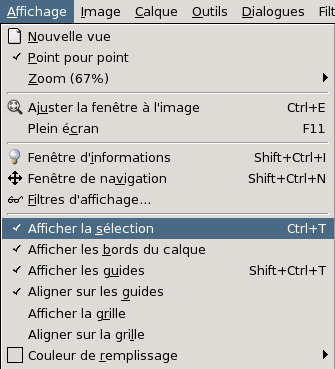 Affichage Image Calque Outils Dialogues Filt
Nouvelle vue
Point pour point
Zoom (67%)
Ajuster la fenêtre à l'image Ctrl+E
Plein écran F11
Fenêtre d'informations Shift+Ctrl+I
Fenêtre de navigation Shift+Ctrl+N
Filtres d'affichage...
Afficher la sélection Ctrl+T
Afficher les bords du calque
Afficher les guides Shift+Ctrl+T
Aligner sur les guides
Afficher la grille
Aligner sur la grille
Couleur de remplissage